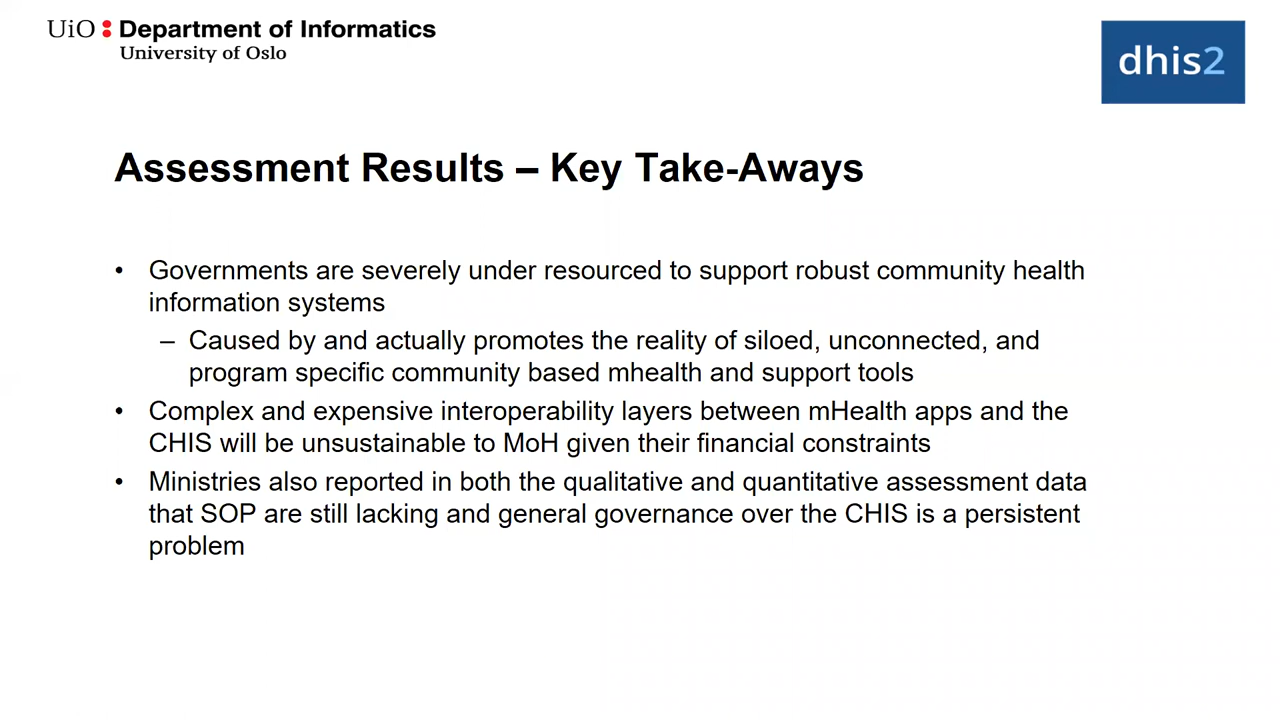 UiO : Department of Informatics
University of Oslo
dhis2
Assessment Results – Key Take-Aways
• Governments are severely under resourced to support robust community health
information systems
– Caused by and actually promotes the reality of siloed, unconnected, and
program specific community based mhealth and support tools
• Complex and expensive interoperability layers between mHealth apps and the
CHIS will be unsustainable to MoH given their financial constraints
• Ministries also reported in both the qualitative and quantitative assessment data
that SOP are still lacking and general governance over the CHIS is a persistent
problem